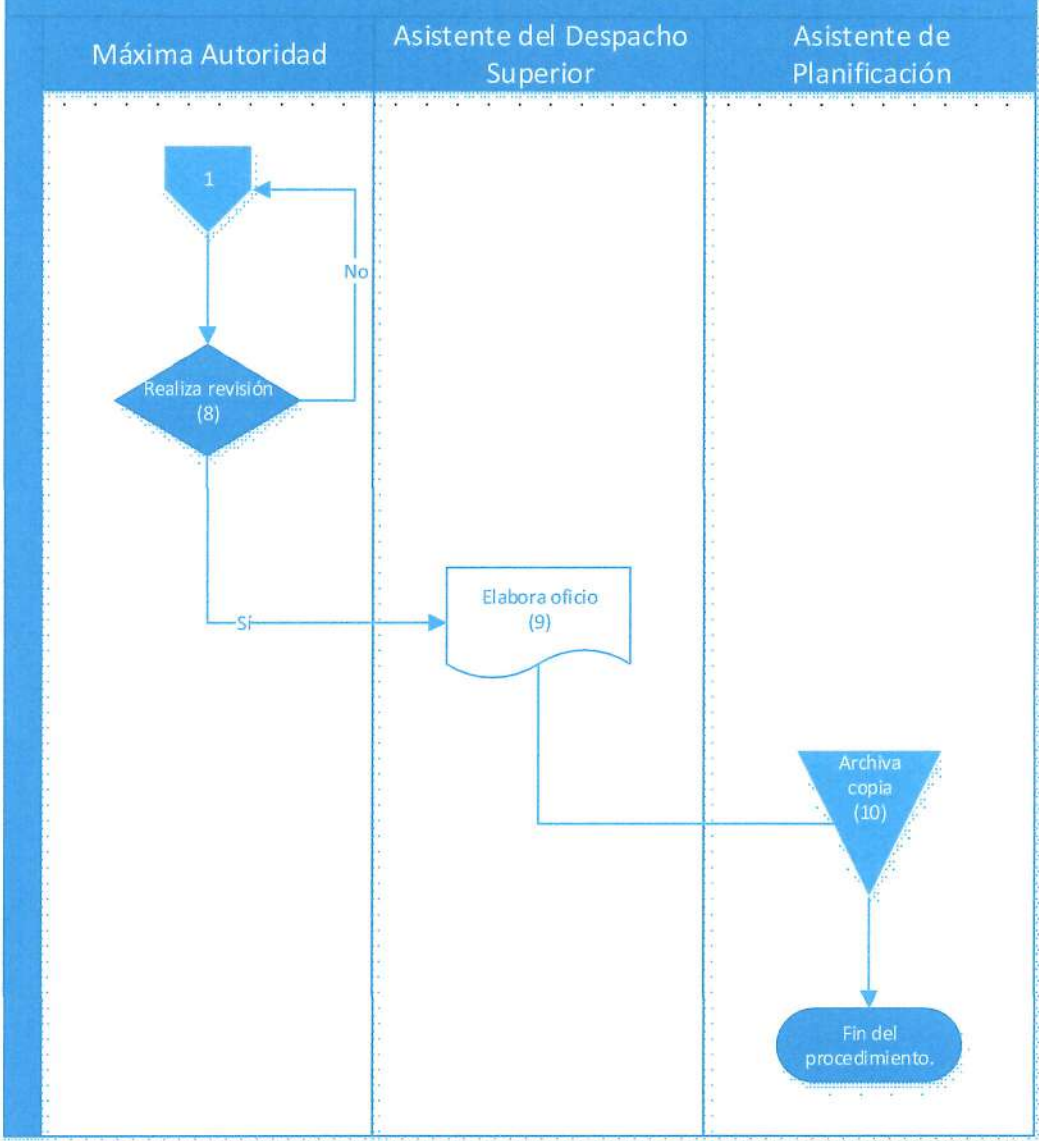 Máxima Autoridad
Asistente del Despacho
Superior
Asistente de
Planificación
1
No
Realiza revisión
(8)
Sí
Elabora oficio
(9)
Archiva
copia
(10)
Fin del
procedimiento.